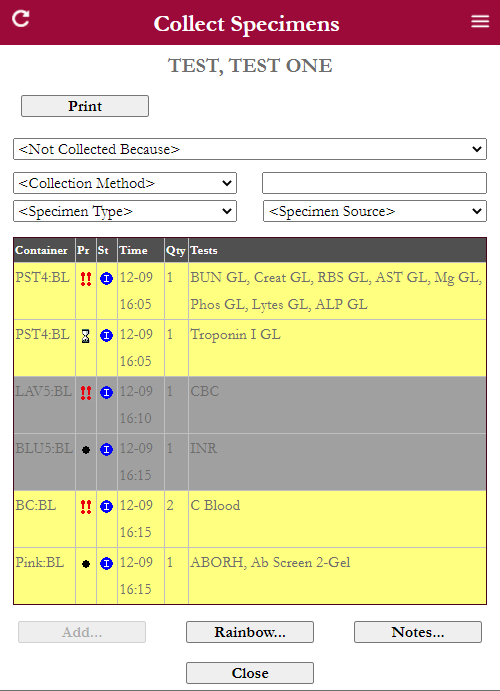 Collect Specimens
TEST, TEST ONE
Print
<Not Collected Because>
<Collection Method>
<Specimen Type> <Specimen Source>
Container Pr St Time Qty Tests
PST4:BL !! I 12-09 1 BUN GL, Creat GL, RBS GL, AST GL, Mg GL,
16:05 Phos GL, Lytes GL, ALP GL
PST4:BL I 12-09 1 Troponin I GL
16:05
LAV5:BL !! I 12-09 1 CBC
16:10
BLU5:BL I 12-09 1 INR
16:15
BC:BL !! I 12-09 2 C Blood
16:15
Pink:BL I 12-09 1 ABORH, Ab Screen 2-Gel
16:15
Add... Rainbow... Notes...
Close